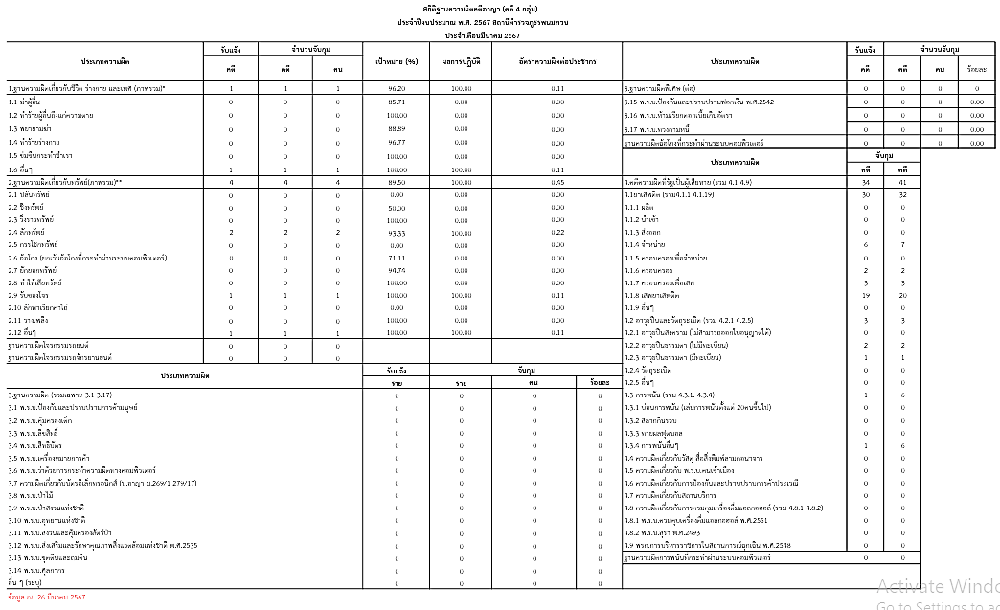 สถิติฐานความผิดคดีอาญา (คดี 4 กลุ่ม)
ประจำปีงบประมาณ พ.ศ. 2567 สถานีตำรวจภูธรพนมทวน
ประจำเดือนมีนาคม 2567
ประเภทความผิด รับแจ้ง จำนวนจับกุม เป้าหมาย (%) ผลการปฏิบัติ อัตราความผิดต่อประชากร
คดี คดี คน
1.ฐานความผิดเกี่ยวกับชีวิต ร่างกาย และเพศ (ภาพรวม)* 1 1 1 96.20 100.00 0.11
1.1 ฆ่าผู้อื่น 0 0 0 85.71 0.00
1.2 ทำร้ายผู้อื่นถึงแก่ความตาย 0 0 0 100.00 0.00
1.3 พยายามฆ่า 0 0 0 88.89 0.00
1.4 ทำร้ายร่างกาย 0 0 0 96.77 0.00
1.5 ข่มขืนกระทำชำเรา 0 0 0 100.00 0.00
1.6 อื่นๆ 1 1 1 100.00 100.00 0.11
2.ฐานความผิดเกี่ยวกับทรัพย์(ภาพรวม)** 4 4 4 89.50 100.00 0.45
2.1 ปล้นทรัพย์ 0 0 0 0.00 0.00
2.2 ชิงทรัพย์ 0 0 0 50.00 0.00
2.3 วิ่งราวทรัพย์ 0 0 0 100.00 0.00
2.4 ลักทรัพย์ 2 2 2 93.33 100.00 0.22
2.5 กรรโชกทรัพย์ 0 0 0 0.00 0.00
2.6 ฉ้อโกง (ยกเว้นฉ้อโกงที่กระทำผ่านระบบคอมพิวเตอร์) 0 0 0 71.11 0.00
2.7 ยักยอกทรัพย์ 0 0 0 94.74 0.00
2.8 ทำให้เสียทรัพย์ 0 0 0 100.00 0.00
2.9 รับของโจร 1 1 1 100.00 100.00 0.11
2.10 ลักพาเรียกค่าไถ่ 0 0 0 0.00 0.00
2.11 วางเพลิง 0 0 0 100.00 0.00
2.12 อื่นๆ 1 1 1 100.00 100.00 0.11
ฐานความผิดโจรกรรมรถยนต์ 0 0 0
ฐานความผิดโจรกรรมรถจักรยานยนต์ 0 0 0
ประเภทความผิด รับแจ้ง จับกุม
ราย ราย คน ร้อยละ
3.ฐานความผิด (รวมเฉพาะ 3.1-3.17) 0 0 0 0
3.1 พ.ร.บ.ป้องกันและปราบปรามการค้ามนุษย์ 0 0 0 0
3.2 พ.ร.บ.คุ้มครองเด็ก 0 0 0 0
3.3 พ.ร.บ.ลิขสิทธิ์ 0 0 0 0
3.4 พ.ร.บ.สิทธิบัตร 0 0 0 0
3.5 พ.ร.บ.เครื่องหมายการค้า 0 0 0 0
3.6 พ.ร.บ.ว่าด้วยการกระทำความผิดทางคอมพิวเตอร์ 0 0 0 0
3.7 ความผิดเกี่ยวกับบัตรอิเล็กทรอนิกส์ (ป.อาญา ม.269/1-279/17) 0 0 0 0
3.8 พ.ร.บ.ป่าไม้ 0 0 0 0
3.9 พ.ร.บ.ป่าสงวนแห่งชาติ 0 0 0 0
3.10 พ.ร.บ.อุทยานแห่งชาติ 0 0 0 0
3.11 พ.ร.บ.สงวนและคุ้มครองสัตว์ป่า 0 0 0 0
3.12 พ.ร.บ.ส่งเสริมและรักษาคุณภาพสิ่งแวดล้อมแห่งชาติ พ.ศ.2535 0 0 0 0
3.13 พ.ร.บ.ขุดดินและถมดิน 0 0 0 0
3.14 พ.ร.บ.ศุลกากร 0 0 0 0
อื่น ๆ (ระบุ) 0 0 0 0
ข้อมูล ณ 26 มีนาคม 2567
ประเภทความผิด รับแจ้ง จำนวนจับกุม
คดี คดี คน ร้อยละ
3.ฐานความผิดพิเศษ (ต่อ) 0 0 0 0
3.15 พ.ร.บ.ป้องกันและปราบปรามฟอกเงิน พ.ศ.2542 0 0 0 0.00
3.16 พ.ร.บ.ห้ามเรียกดอกเบี้ยเกินอัตรา 0 0 0 0.00
3.17 พ.ร.บ.ทวงถามหนี้ 0 0 0 0.00
ฐานความผิดฉ้อโกงที่กระทำผ่านระบบคอมพิวเตอร์ 0 0 0 0.00
ประเภทความผิด จับกุม
คดี คดี
4.คดีความผิดที่รัฐเป็นผู้เสียหาย (รวม 4.1-4.9) 34 41
4.1ยาเสพติด (รวม4.1.1-4.1.19) 30 32
4.1.1 ผลิต 0 0
4.1.2 นำเข้า 0 0
4.1.3 ส่งออก 0 0
4.1.4 จำหน่าย 6 7
4.1.5 ครอบครองเพื่อจำหน่าย 0 0
4.1.6 ครอบครอง 2 2
4.1.7 ครอบครองเพื่อเสพ 3 3
4.1.8 เสพยาเสพติด 19 20
4.1.9 อื่นๆ 0 0
4.2 อาวุธปืนและวัตถุระเบิด (รวม 4.2.1-4.2.5) 3 3
4.2.1 อาวุธปืนสงคราม (ไม่สามารถออกใบอนุญาตได้) 0 0
4.2.2 อาวุธปืนธรรมดา (ไม่มีทะเบียน) 2 2
4.2.3 อาวุธปืนธรรมดา (มีทะเบียน) 1 1
4.2.4 วัตถุระเบิด 0 0
4.2.5 อื่นๆ 0 0
4.3 การพนัน (รวม 4.3.1.-4.3.4) 1 6
4.3.1 บ่อนการพนัน (เล่นการพนันตั้งแต่ 20คนขึ้นไป) 0 0
4.3.2 สลากกินรวบ 0 0
4.3.3 ทายผลฟุตบอล 0 0
4.3.4 การพนันอื่นๆ 1 6
4.4 ความผิดเกี่ยวกับวัสดุ สื่อสิ่งพิมพ์ลามกอนาจาร 0 0
4.5 ความผิดเกี่ยวกับ พ.ร.บ.คนเข้าเมือง 0 0
4.6 ความผิดเกี่ยวกับการป้องกันและปราบปรามการค้าประเวณี 0 0
4.7 ความผิดเกี่ยวกับสถานบริการ 0 0
4.8 ความผิดเกี่ยวกับการควบคุมเครื่องดื่มแอลกอฮอล์ (รวม 4.8.1-4.8.2) 0 0
4.8.1 พ.ร.บ.ควบคุมเครื่องดื่มแอลกอฮอล์ พ.ศ.2551 0 0
4.8.2 พ.ร.บ.สุรา พ.ศ.2493 0 0
4.9 พรก.การบริหารราชการในสถานการณ์ฉุกเฉิน พ.ศ.2548 0 0
ฐานความผิดการพนันที่กระทำผ่านระบบคอมพิวเตอร์ 0 0
Activate Windo
Go to Settings to ac